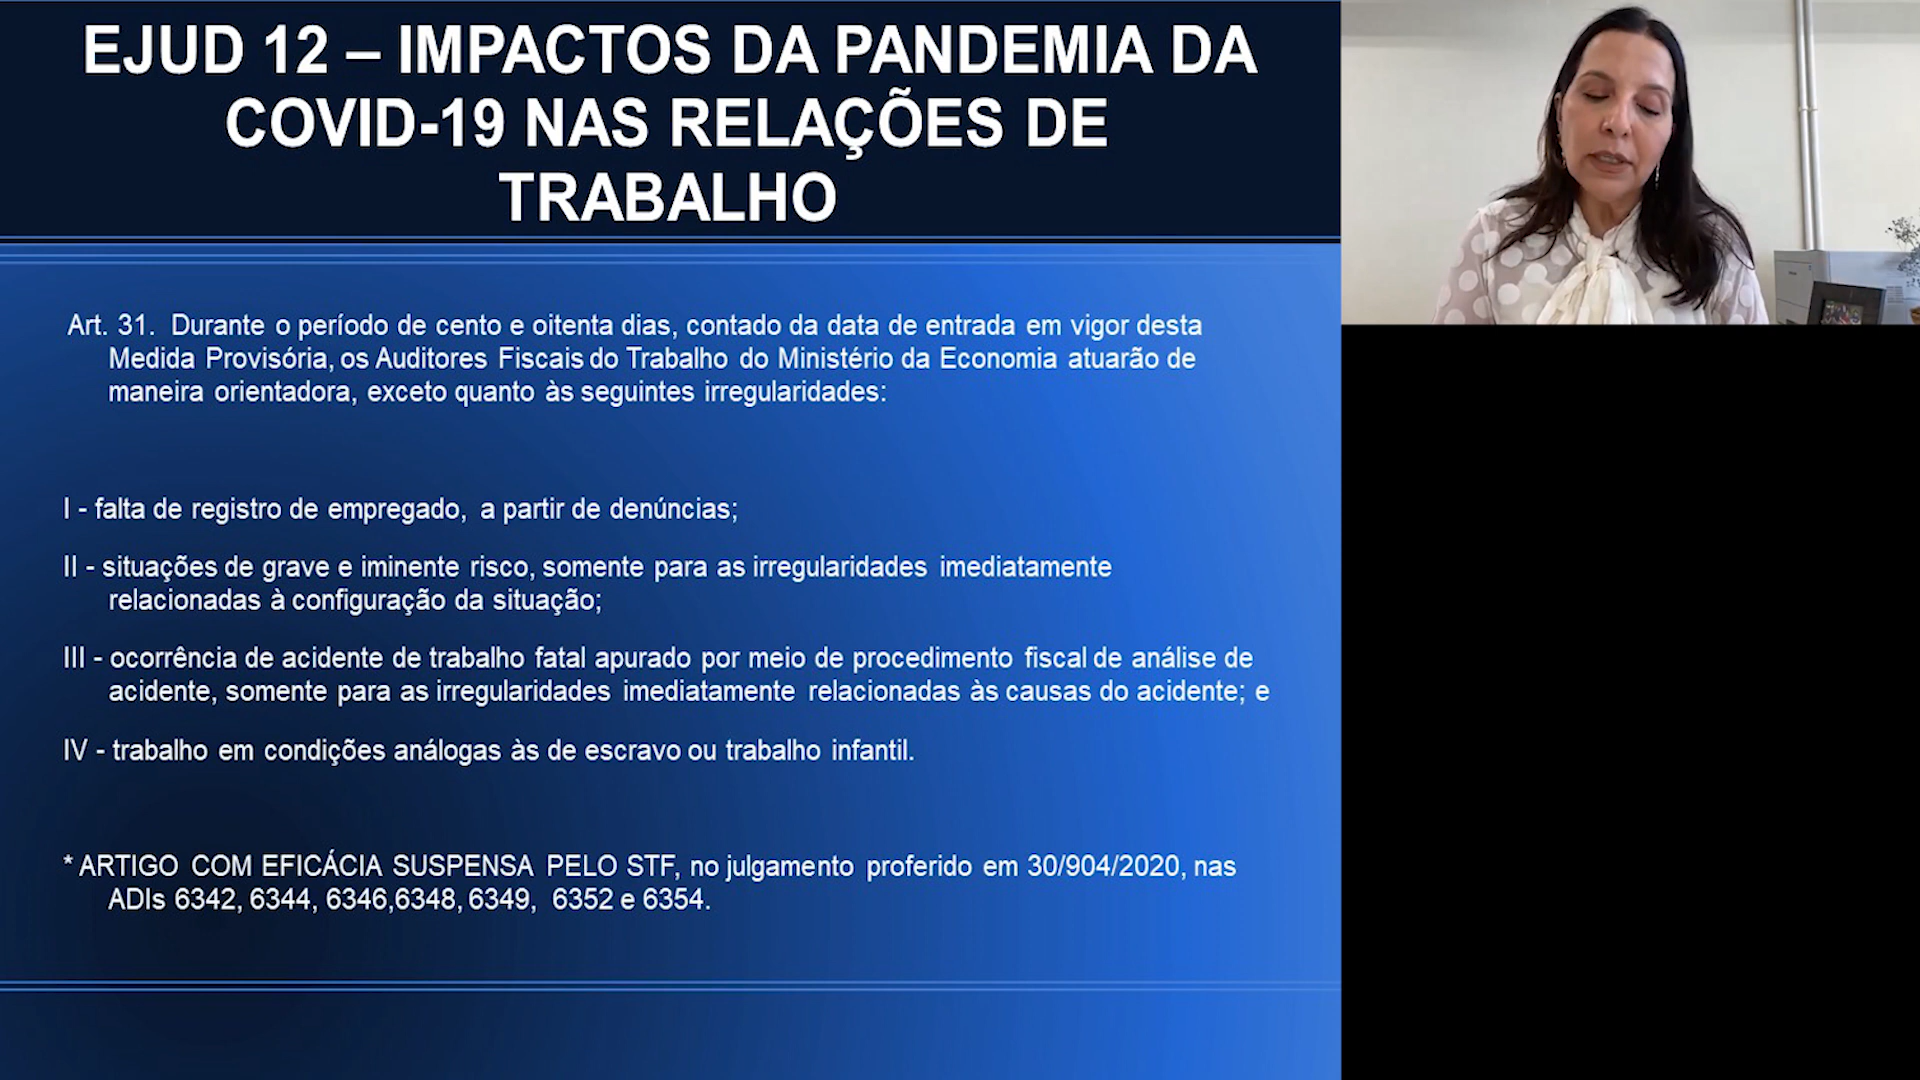 EJUD 12 – IMPACTOS DA PANDEMIA DA
COVID-19 NAS RELAÇÕES DE
TRABALHO
Art. 31. Durante o período de cento e oitenta dias, contado da data de entrada em vigor desta
Medida Provisória, os Auditores Fiscais do Trabalho do Ministério da Economia atuarão de
maneira orientadora, exceto quanto às seguintes irregularidades:
I - falta de registro de empregado, a partir de denúncias;
II - situações de grave e iminente risco, somente para as irregularidades imediatamente
relacionadas à configuração da situação;
III - ocorrência de acidente de trabalho fatal apurado por meio de procedimento fiscal de análise de
acidente, somente para as irregularidades imediatamente relacionadas às causas do acidente; e
IV - trabalho em condições análogas às de escravo ou trabalho infantil.
* ARTIGO COM EFICÁCIA SUSPENSA PELO STF, no julgamento proferido em 30/904/2020, nas
ADIs 6342, 6344, 6346,6348, 6349, 6352 e 6354.